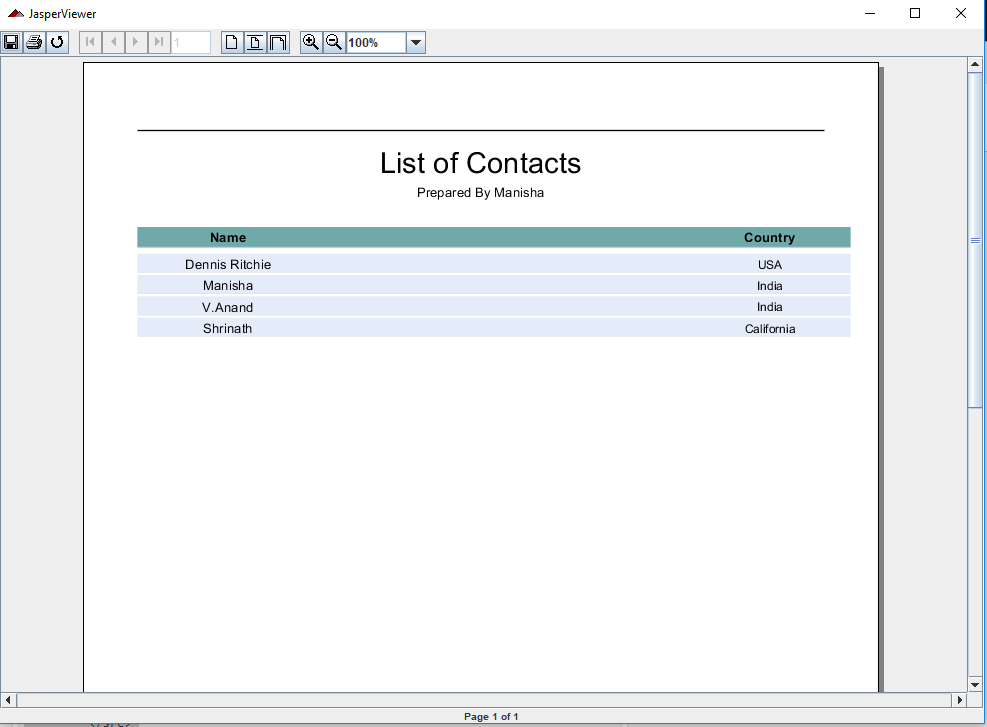 JasperViewer
1
100%
List of Contacts
Prepared By Manisha
Name Country
Dennis Ritchie USA
Manisha India
V.Anand India
Shrinath California
Page 1 of 1